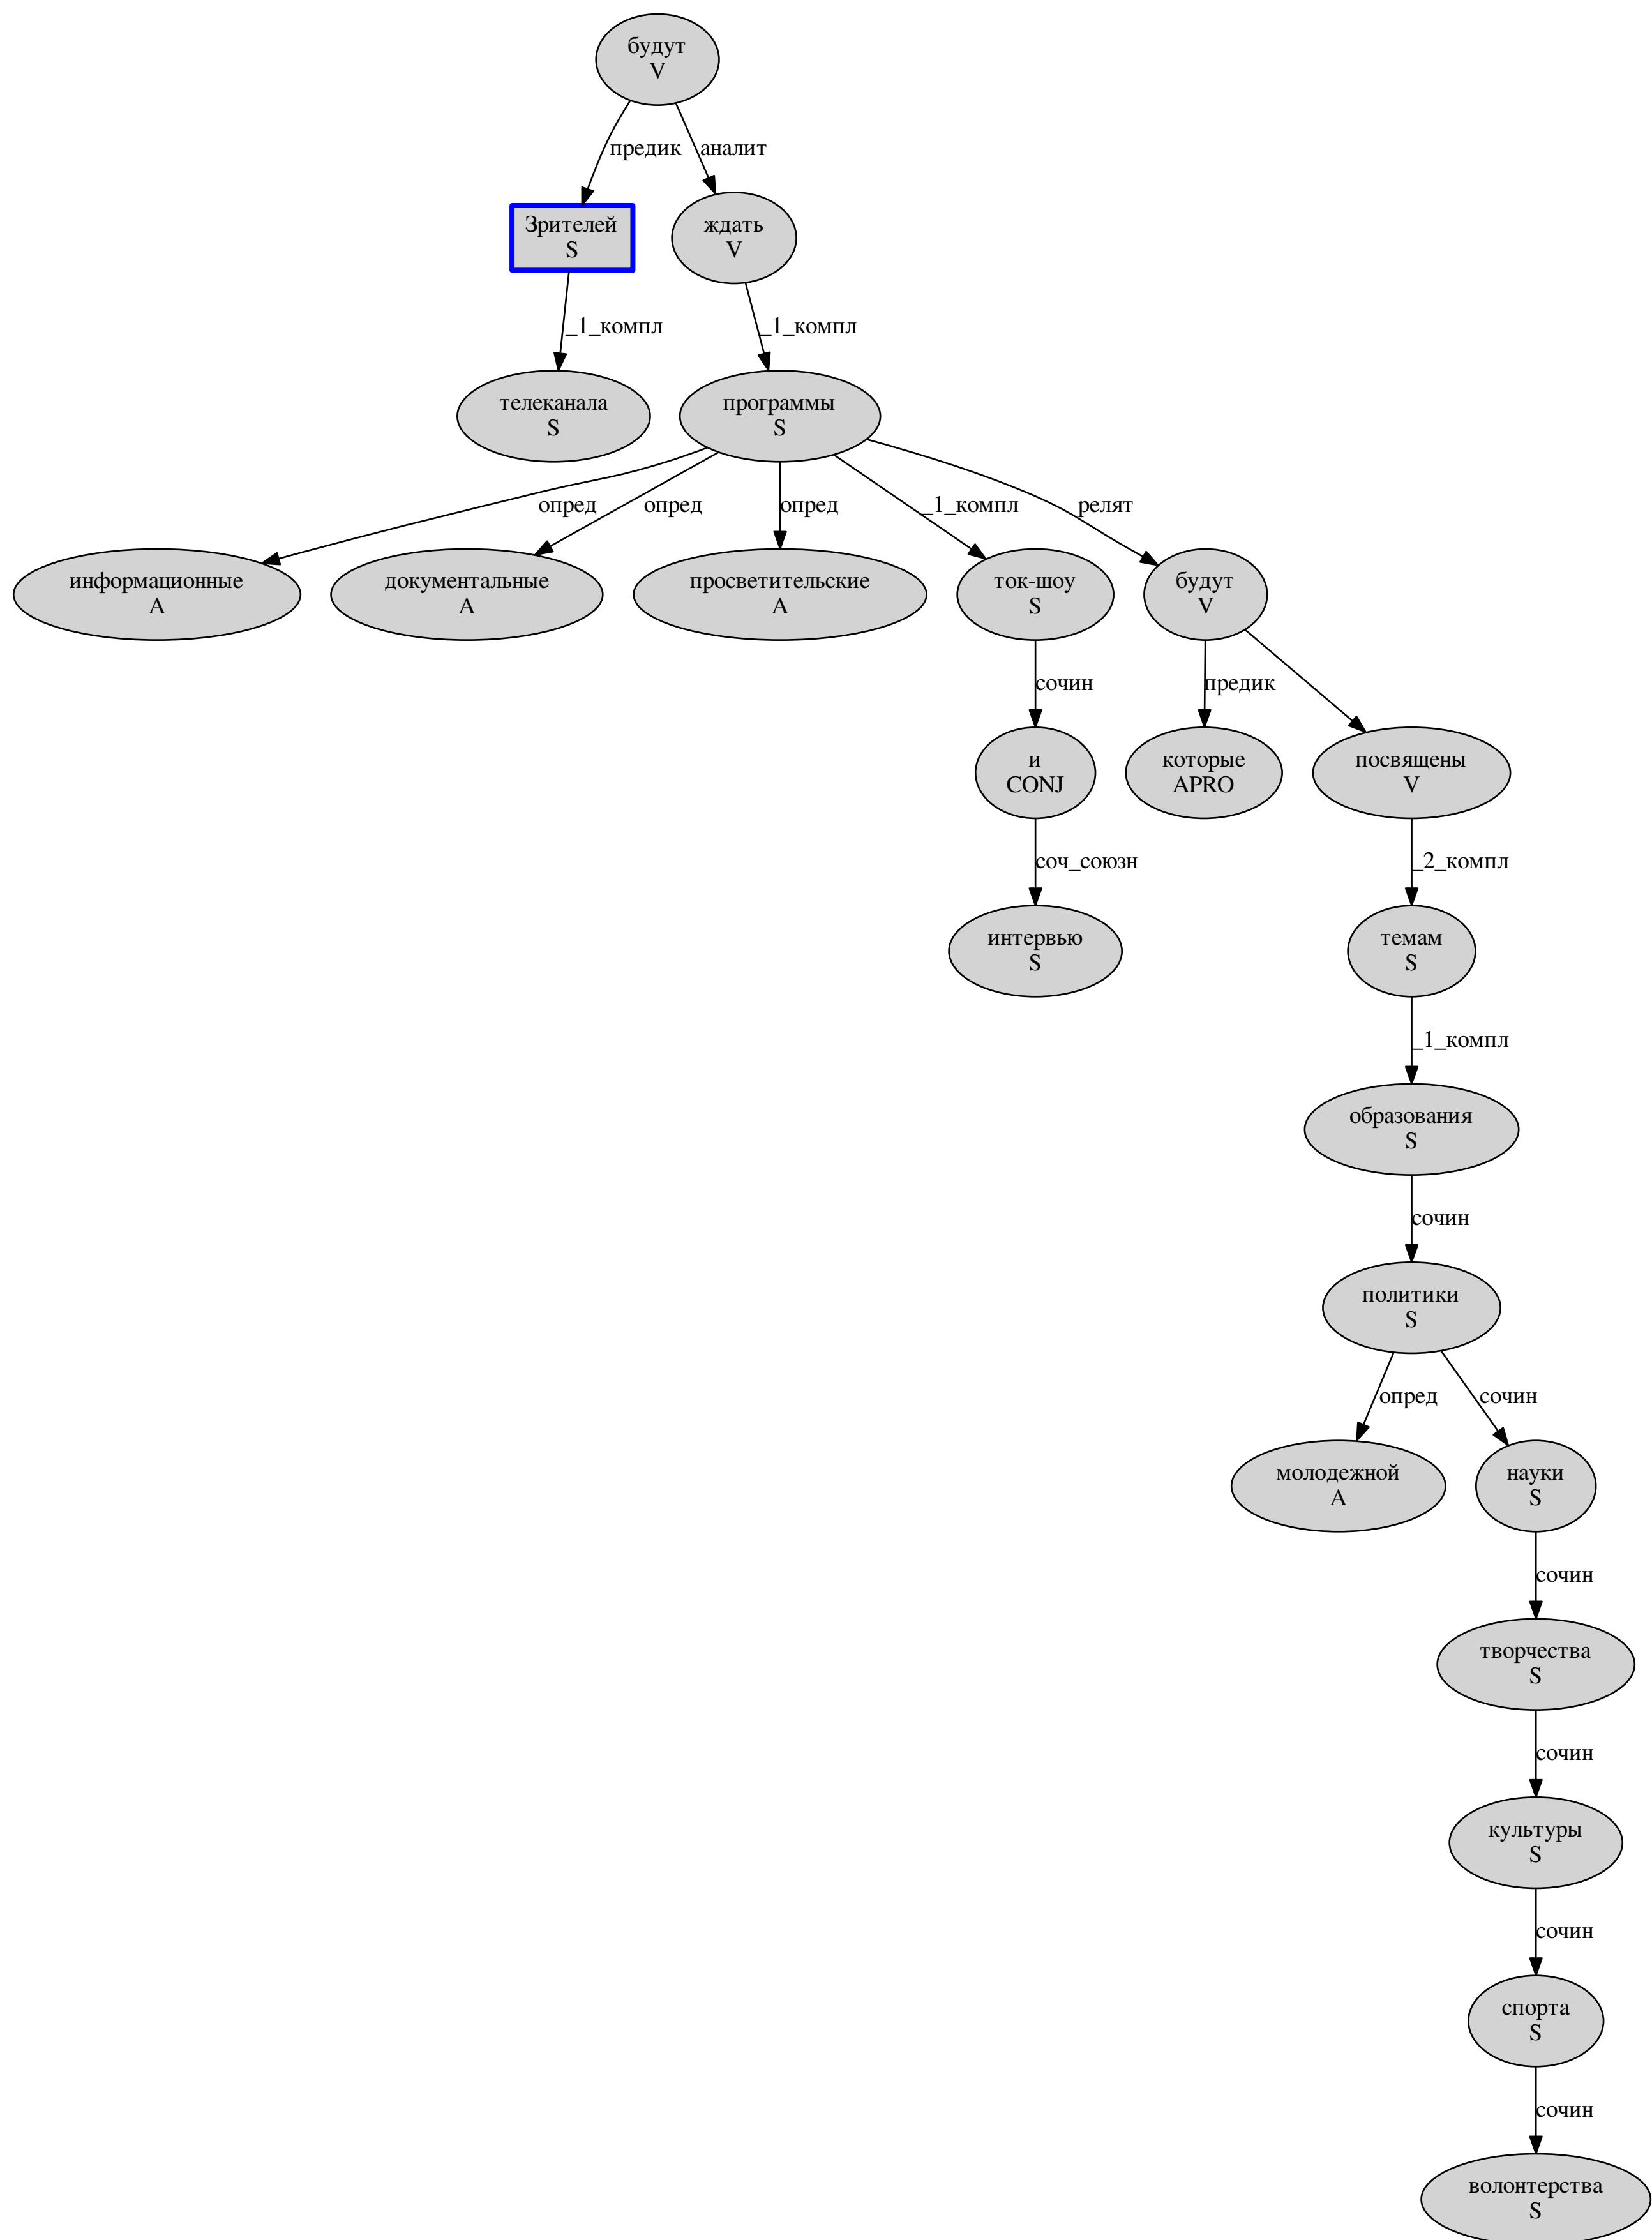 будут
V
предик
аналит
Зрителей
S
ждать
V
_1_компл
_1_компл
телеканала
S
программы
S
опред
опред
опред
_1_компл
релят
информационные
A
документальные
A
просветительские
A
ток-шоу
S
будут
V
сочин
предик
и
CONJ
которые
APRO
посвящены
V
соч_союзн
_2_компл
интервью
S
темам
S
_1_компл
образования
S
сочин
политики
S
опред
сочин
молодежной
A
науки
S
сочин
творчества
S
сочин
культуры
S
сочин
спорта
S
сочин
волонтерства
S